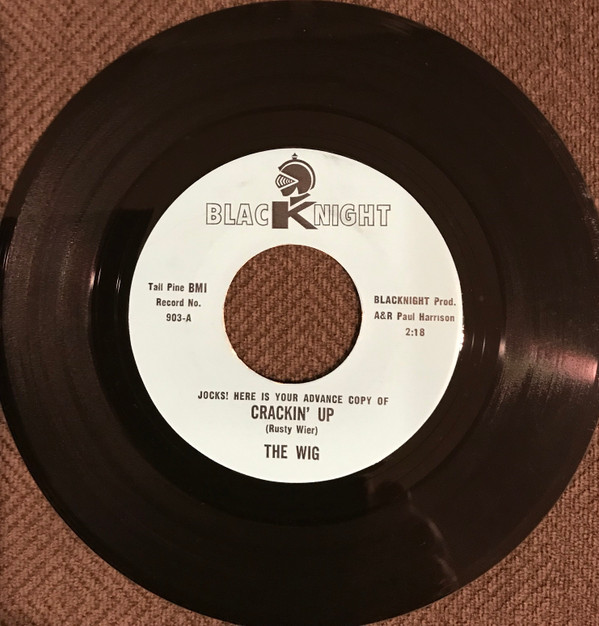 BLACKNIGHT
Tall Pine BMI
Record No.
903-A
BLACKNIGHT Prod.
A&R Paul Harrison
2:18
JOCKS! HERE IS YOUR ADVANCE COPY OF
CRACKIN' UP
(Rusty Wier)
THE WIG